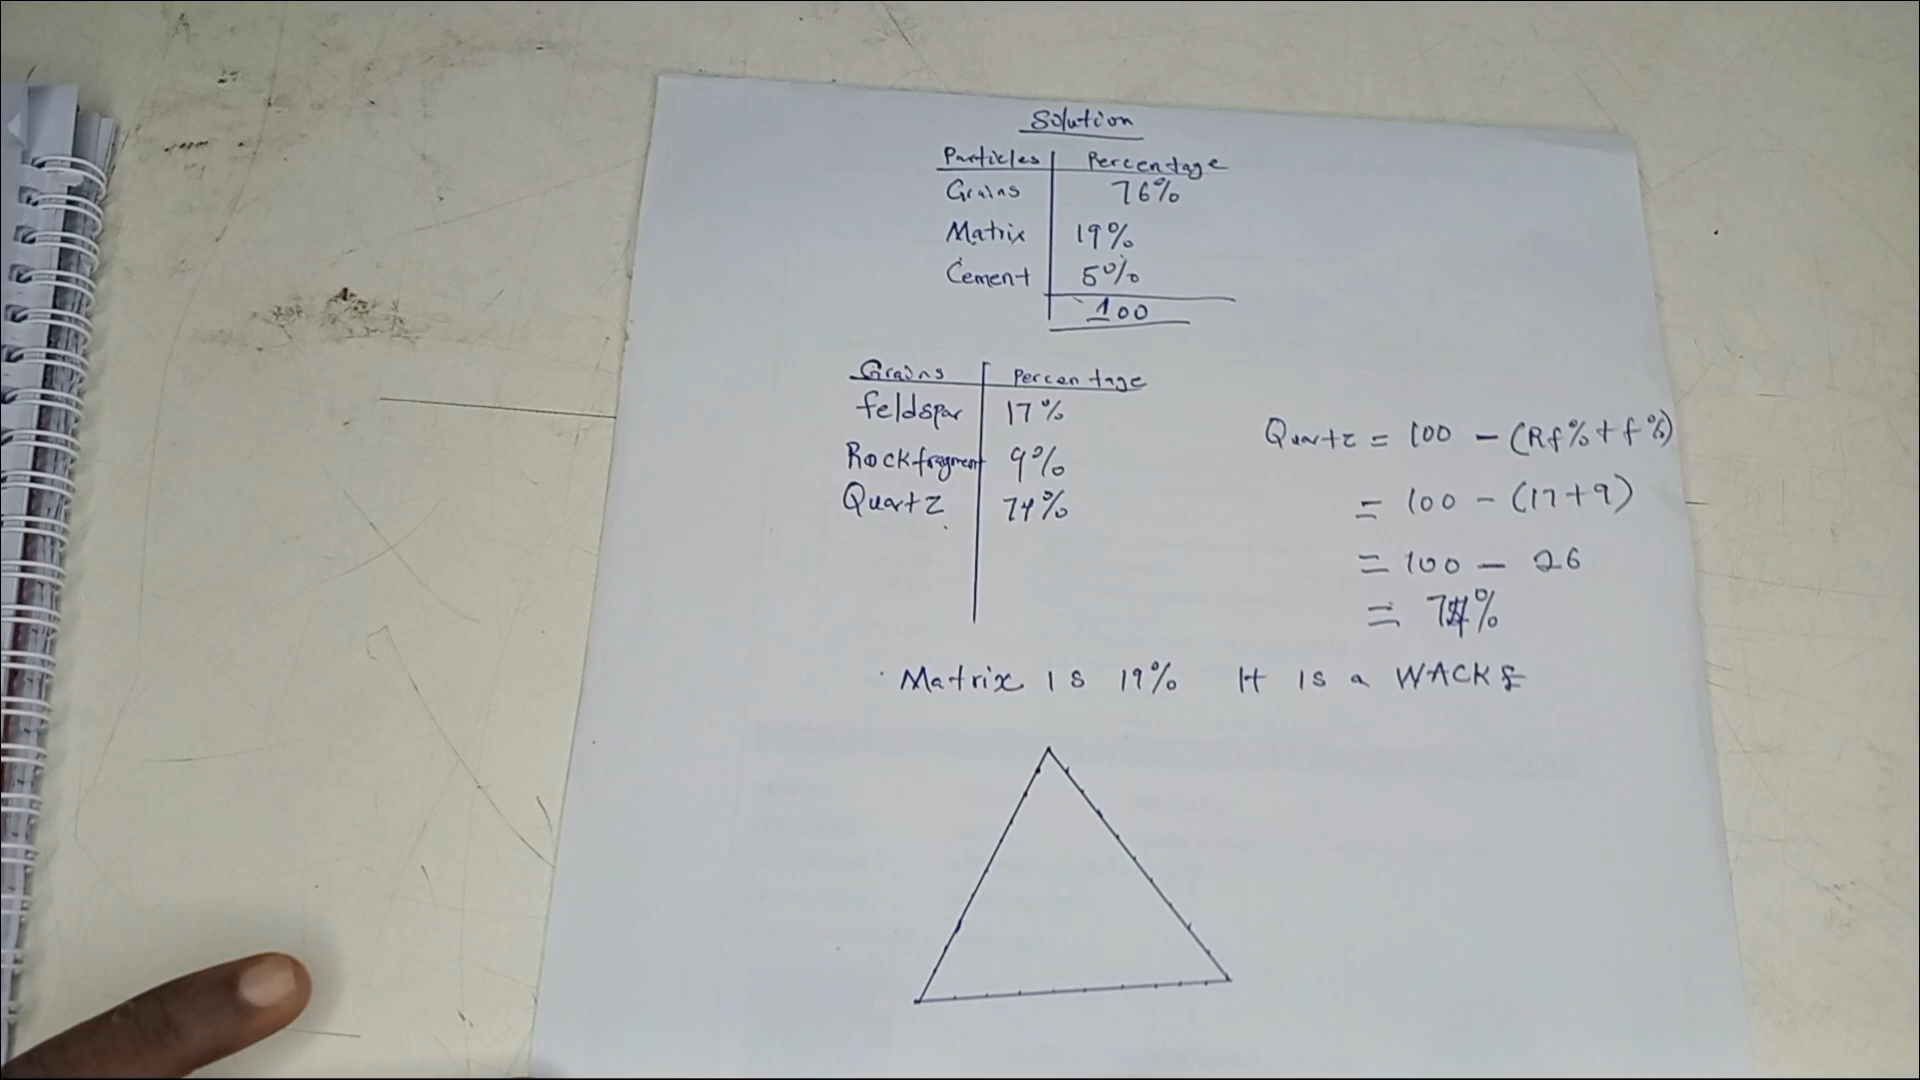 Solution
Particles Percentage
Grains 76%
Matrix 19%
Cement 5%
100
Grains Percentage
feldspar 17%
Rockfragment 9%
Quartz 74%
Quartz = 100 - (Rf% + f%)
= 100 - (17+9)
= 100 - 26
= 74%
Matrix is 19% It is a WACKE